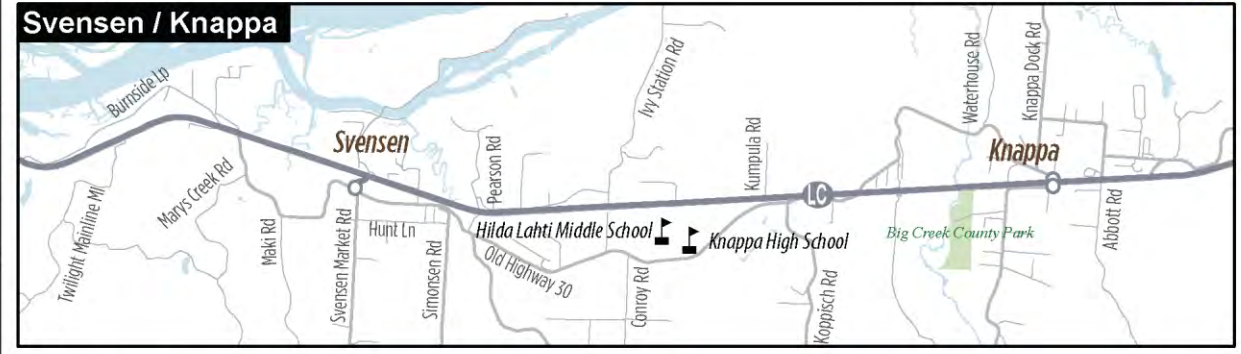 Svensen / Knappa
Burnside Lp
Ivy Station Rd
Waterhouse Rd
Knappa Dock Rd
Svensen
Pearson Rd
Kumpula Rd
Knappa
Marys Creek Rd
LC
Twilight Mainline Ml
Maki Rd
Svensen Market Rd
Hunt Ln
Simonsen Rd
Hilda Lahti Middle School
Knappa High School
Big Creek County Park
Abbott Rd
Old Highway 30
Conroy Rd
Koppisch Rd